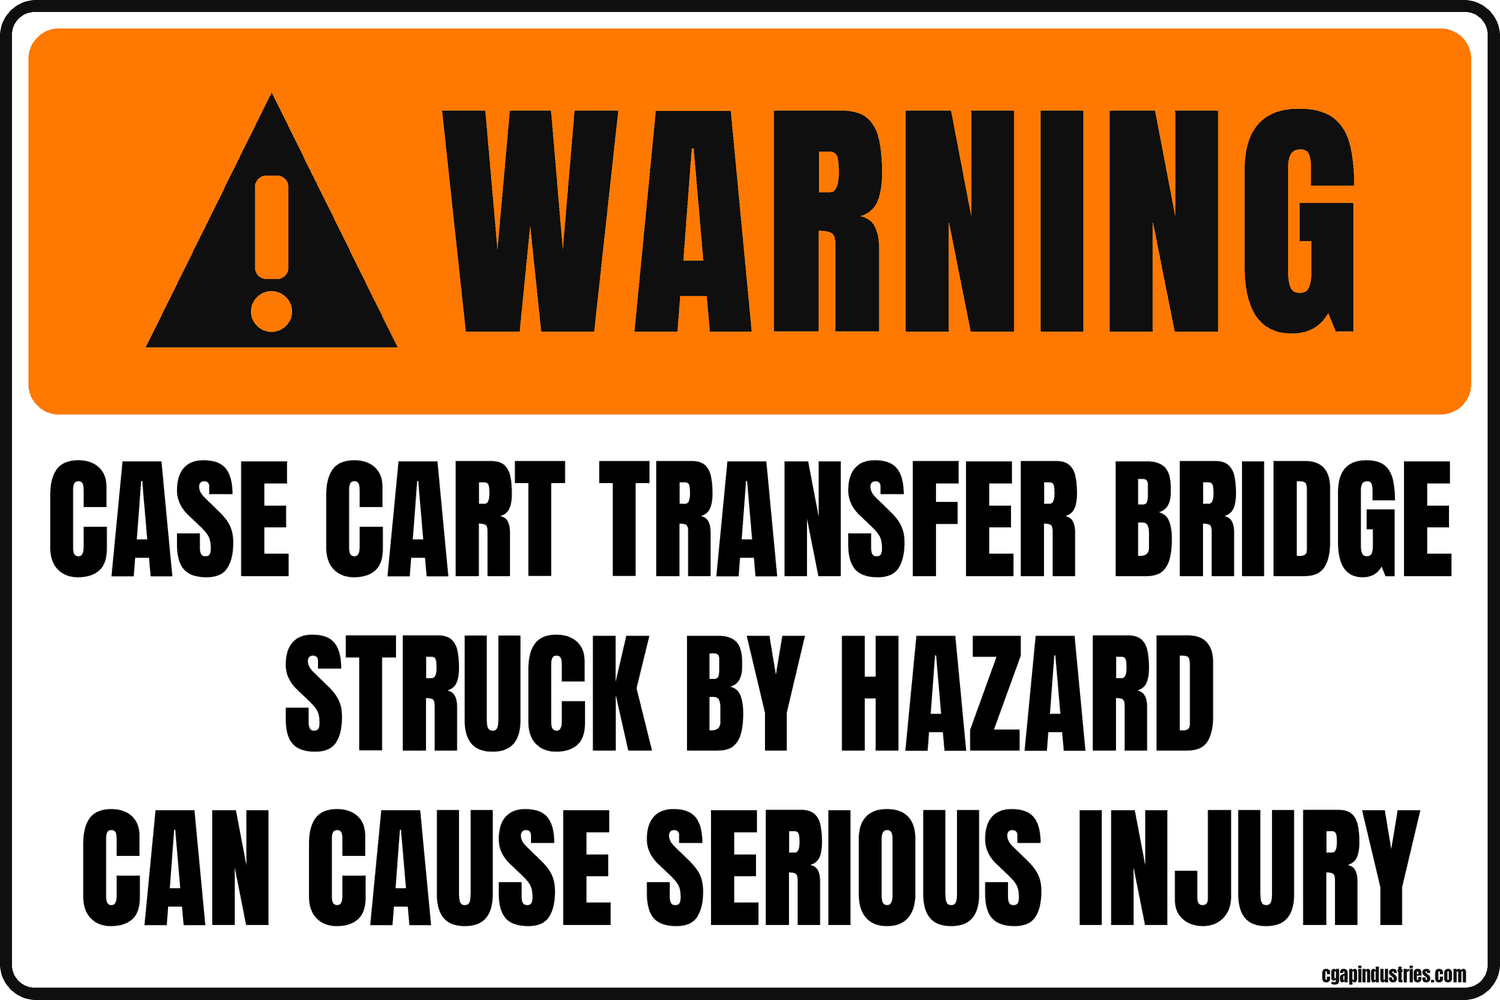 WARNING
CASE CART TRANSFER BRIDGE
STRUCK BY HAZARD
CAN CAUSE SERIOUS INJURY
cgapindustries.com